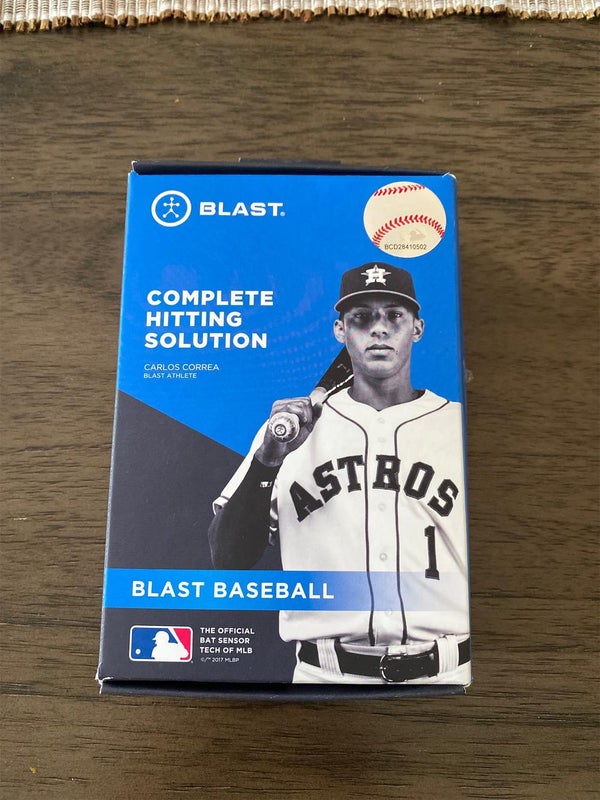 BLAST®
BCD28410502
COMPLETE
HITTING
SOLUTION
CARLOS CORREA
BLAST ATHLETE
H
ASTROS
1
BLAST BASEBALL
THE OFFICIAL
BAT SENSOR
TECH OF MLB
©/™ 2017 MLBP